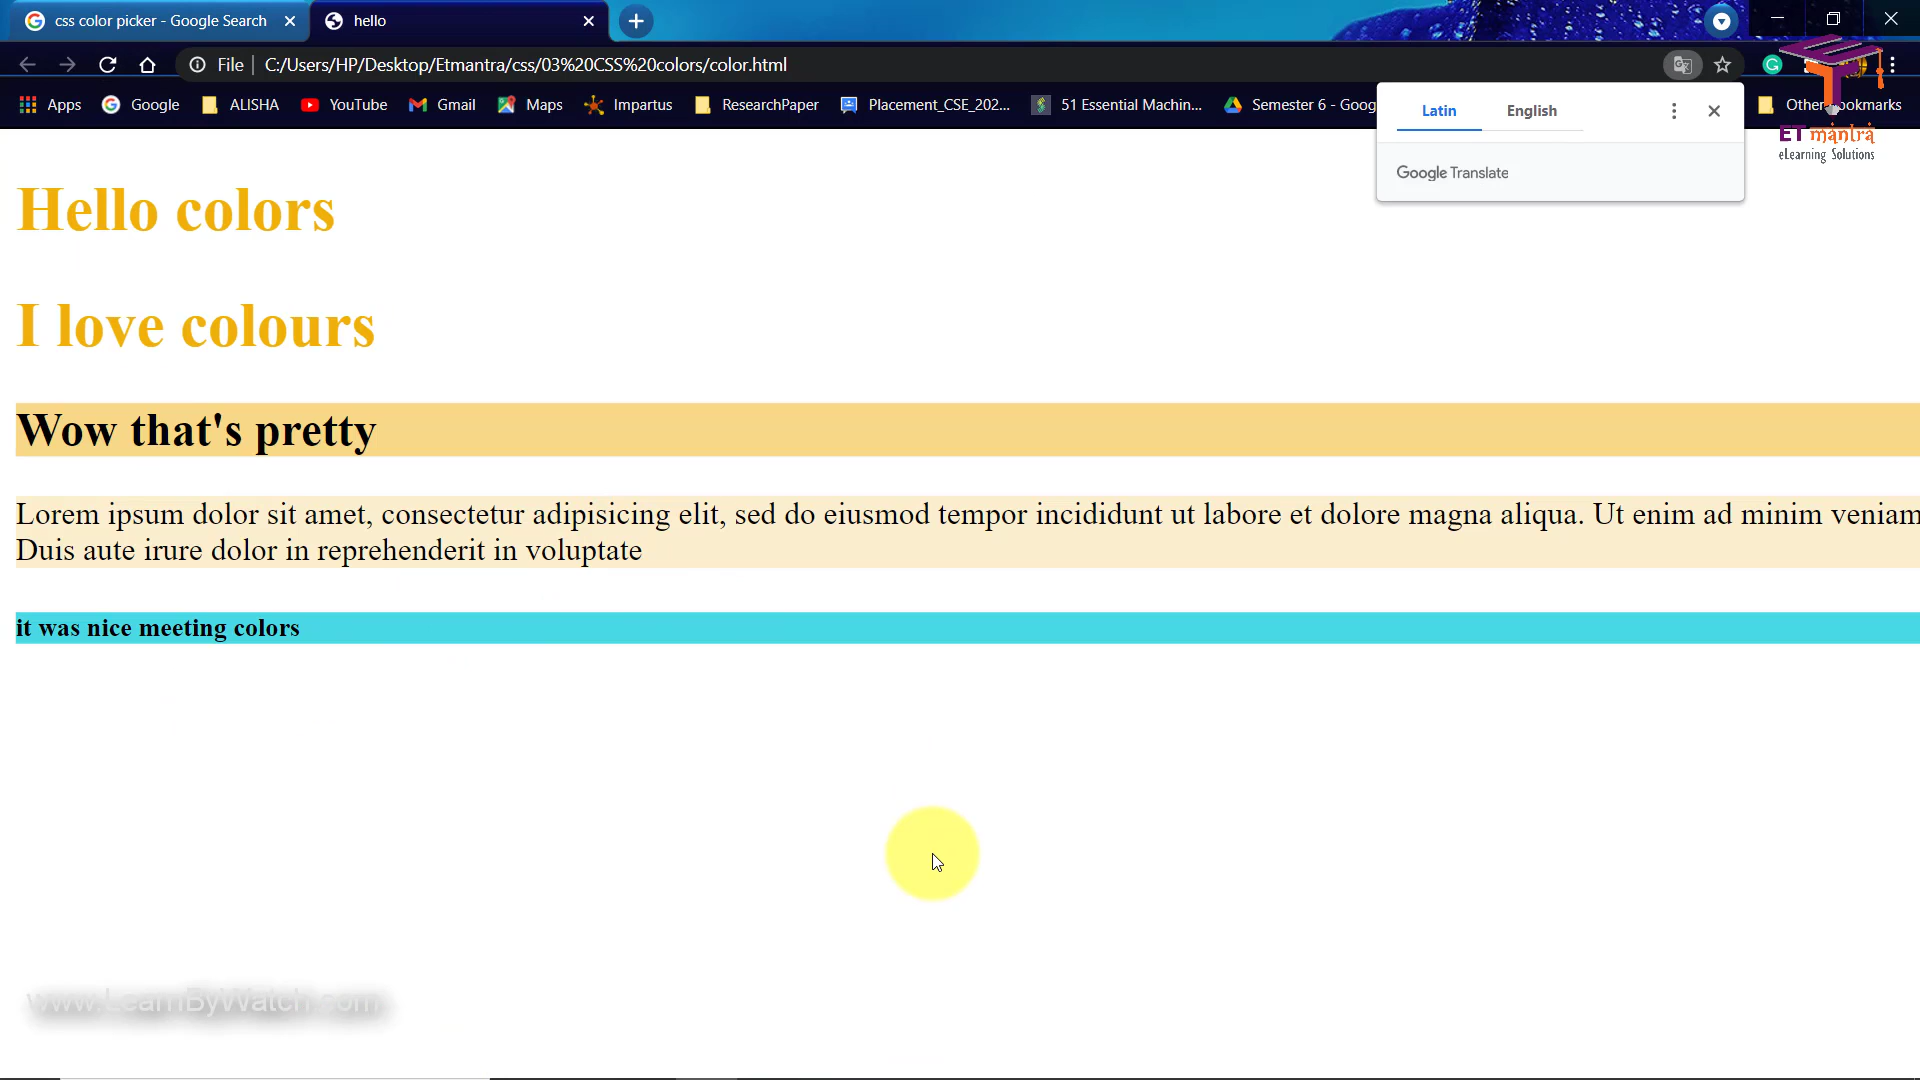 css color picker - Google Search
hello
File
C:/Users/HP/Desktop/Etmantra/css/03%20CSS%20colors/color.html
Apps
Google
ALISHA
YouTube
Gmail
Maps
Impartus
ResearchPaper
Placement_CSE_202...
51 Essential Machin...
Semester 6 - Goog
Other bookmarks
Latin
English
Google Translate
ET mantra
eLearning Solutions
Hello colors
I love colours
Wow that's pretty
Lorem ipsum dolor sit amet, consectetur adipisicing elit, sed do eiusmod tempor incididunt ut labore et dolore magna aliqua. Ut enim ad minim veniam
Duis aute irure dolor in reprehenderit in voluptate
it was nice meeting colors
www.LearnByWatch.com